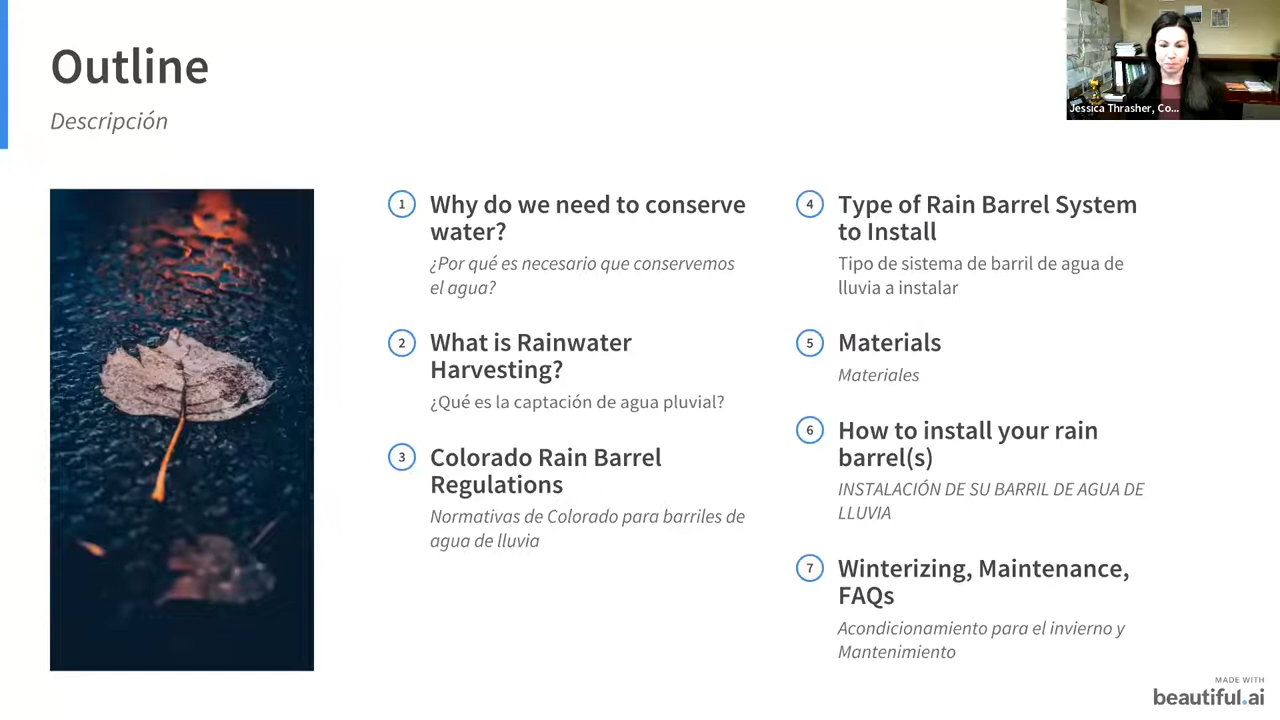 Outline
Descripción
Jessica Thrasher, Co...
1
Why do we need to conserve
water?
¿Por qué es necesario que conservemos
el agua?
2
What is Rainwater
Harvesting?
¿Qué es la captación de agua pluvial?
3
Colorado Rain Barrel
Regulations
Normativas de Colorado para barriles de
agua de lluvia
4
Type of Rain Barrel System
to Install
Tipo de sistema de barril de agua de
lluvia a instalar
5
Materials
Materiales
6
How to install your rain
barrel(s)
INSTALACIÓN DE SU BARRIL DE AGUA DE
LLUVIA
7
Winterizing, Maintenance,
FAQs
Acondicionamiento para el invierno y
Mantenimiento
MADE WITH
beautiful.ai